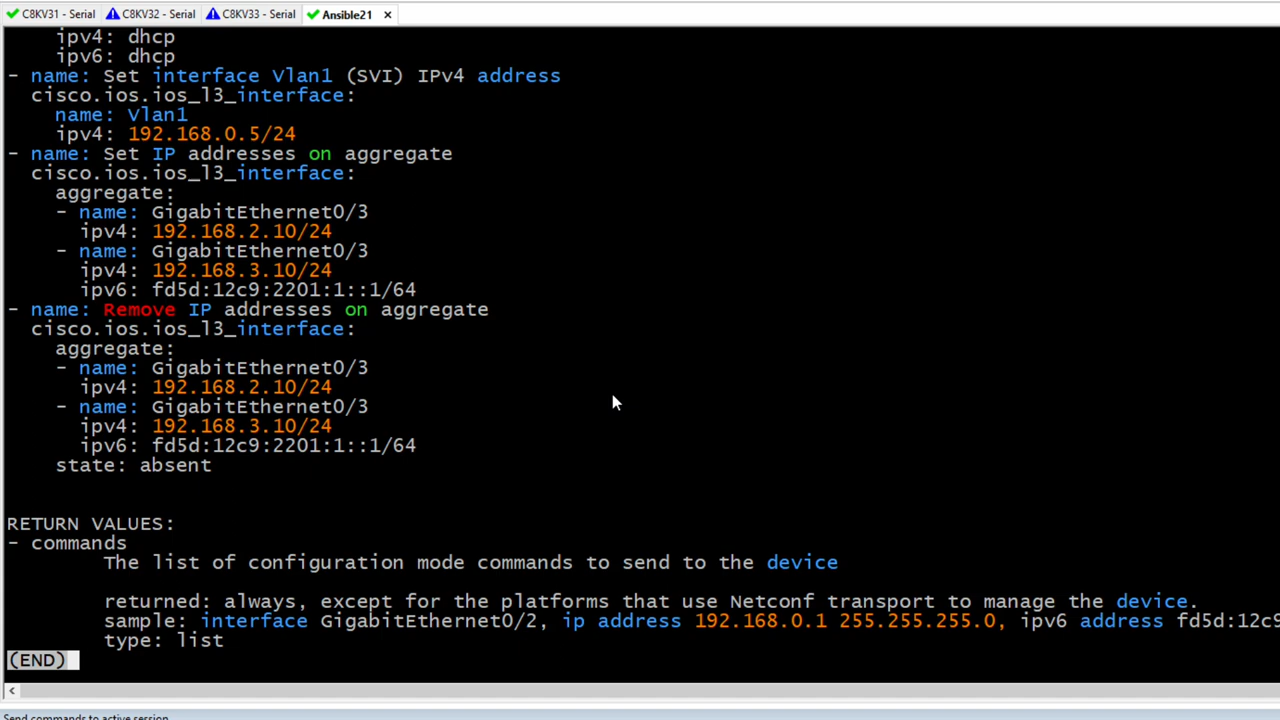 C8KV31 - Serial C8KV32 - Serial C8KV33 - Serial Ansible21 ×
ipv4: dhcp
ipv6: dhcp
- name: Set interface Vlan1 (SVI) IPv4 address
cisco.ios.ios_l3_interface:
name: Vlan1
ipv4: 192.168.0.5/24
- name: Set IP addresses on aggregate
cisco.ios.ios_l3_interface:
aggregate:
- name: GigabitEthernet0/3
ipv4: 192.168.2.10/24
- name: GigabitEthernet0/3
ipv4: 192.168.3.10/24
ipv6: fd5d:12c9:2201:1::1/64
- name: Remove IP addresses on aggregate
cisco.ios.ios_l3_interface:
aggregate:
- name: GigabitEthernet0/3
ipv4: 192.168.2.10/24
- name: GigabitEthernet0/3
ipv4: 192.168.3.10/24
ipv6: fd5d:12c9:2201:1::1/64
state: absent
RETURN VALUES:
- commands
The list of configuration mode commands to send to the device
returned: always, except for the platforms that use Netconf transport to manage the device.
sample: interface GigabitEthernet0/2, ip address 192.168.0.1 255.255.255.0, ipv6 address fd5d:12c9
type: list
(END)
Send commands to active session